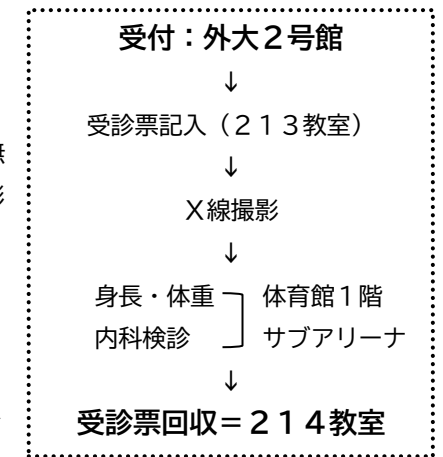 受付：外大２号館
↓
受診票記入（２１３教室）
↓
Ｘ線撮影
↓
身長・体重 体育館１階
内科検診 サブアリーナ
↓
受診票回収＝２１４教室